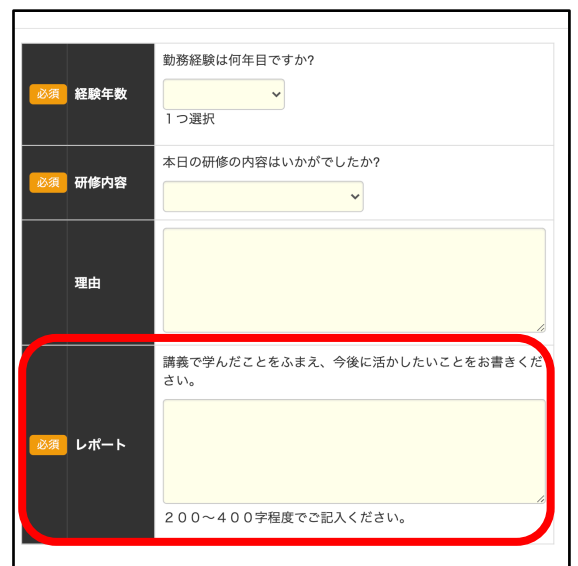 勤務経験は何年目ですか?
必須 経験年数
1つ選択
本日の研修の内容はいかがでしたか?
必須 研修内容
理由
講義で学んだことをふまえ、今後に活かしたいことをお書きくだ
さい。
必須 レポート
200〜400字程度でご記入ください。